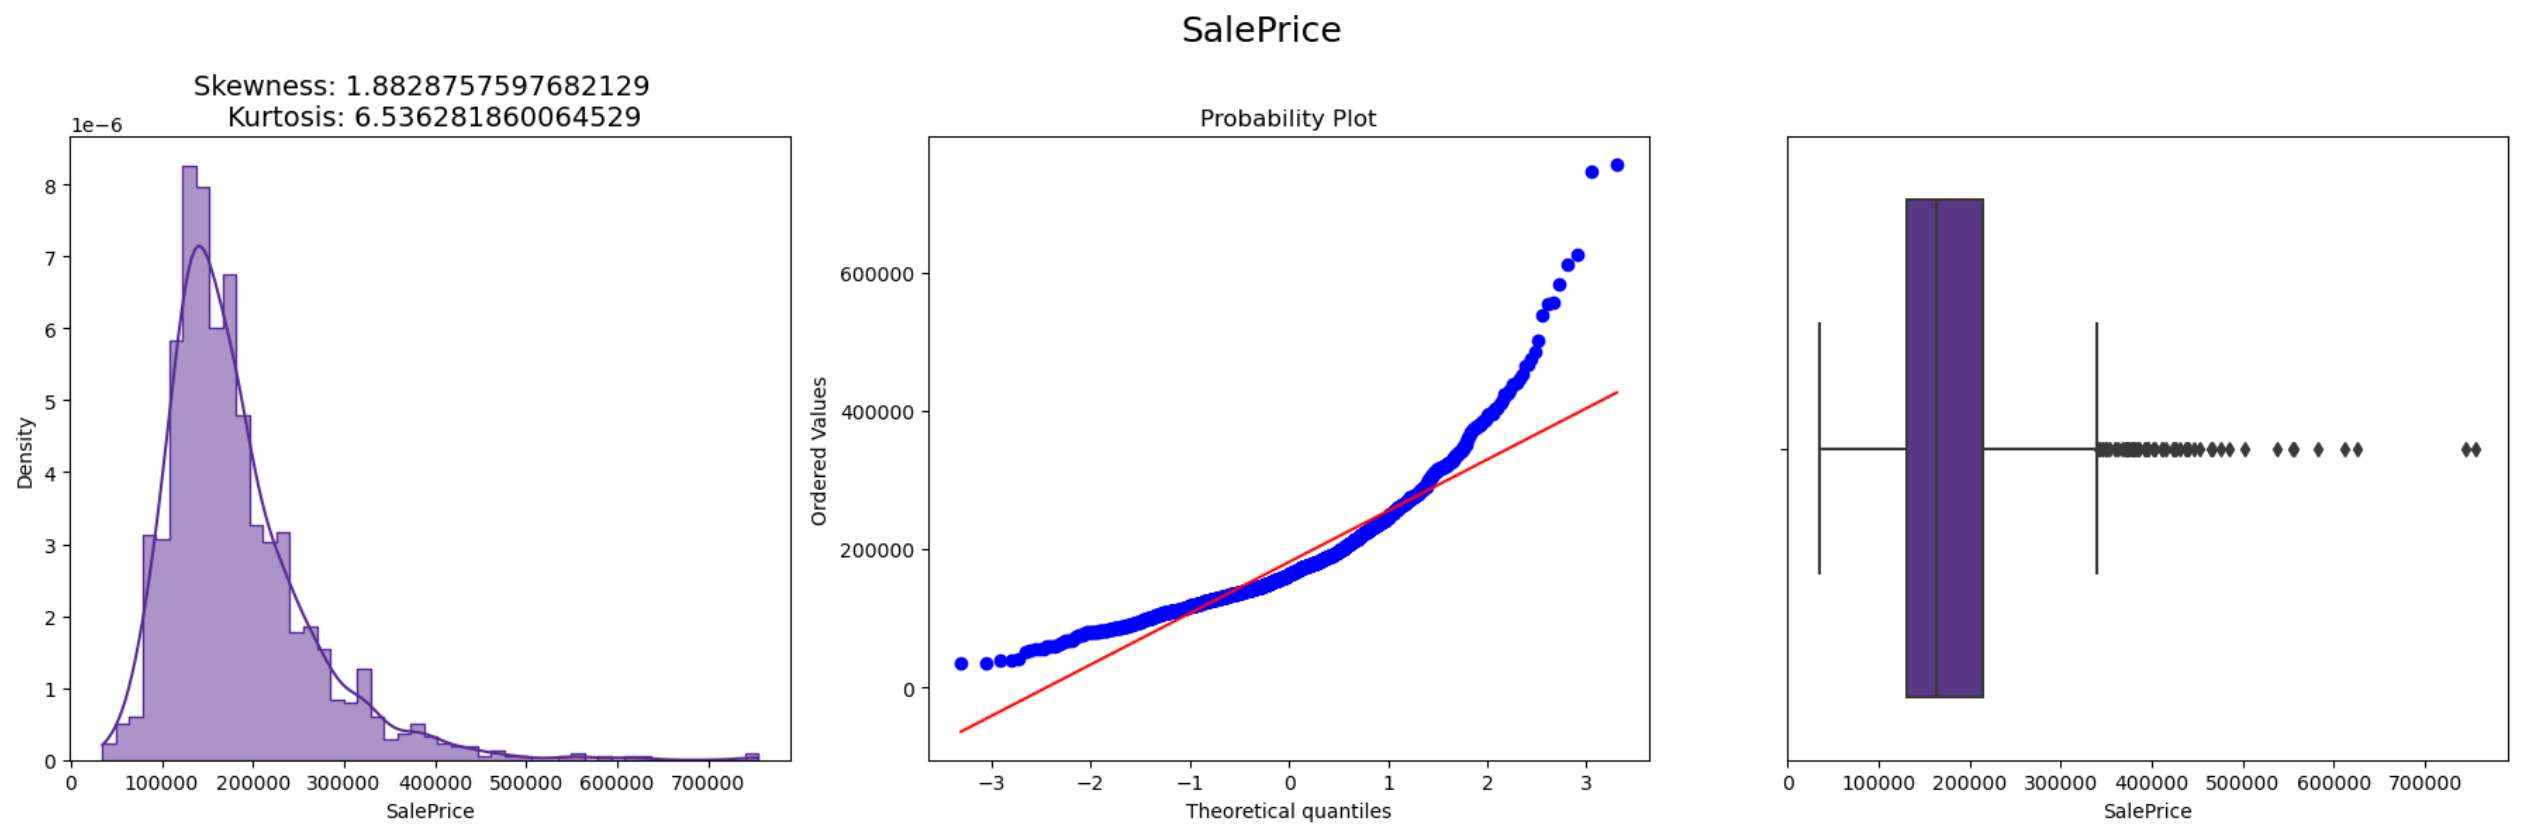 SalePrice
Skewness: 1.8828757597682129
Kurtosis: 6.536281860064529
1e−6
8
7
6
5
4
3
2
1
0
Density
0 100000 200000 300000 400000 500000 600000 700000
SalePrice
Probability Plot
600000
400000
200000
0
Ordered Values
−3 −2 −1 0 1 2 3
Theoretical quantiles
0 100000 200000 300000 400000 500000 600000 700000
SalePrice